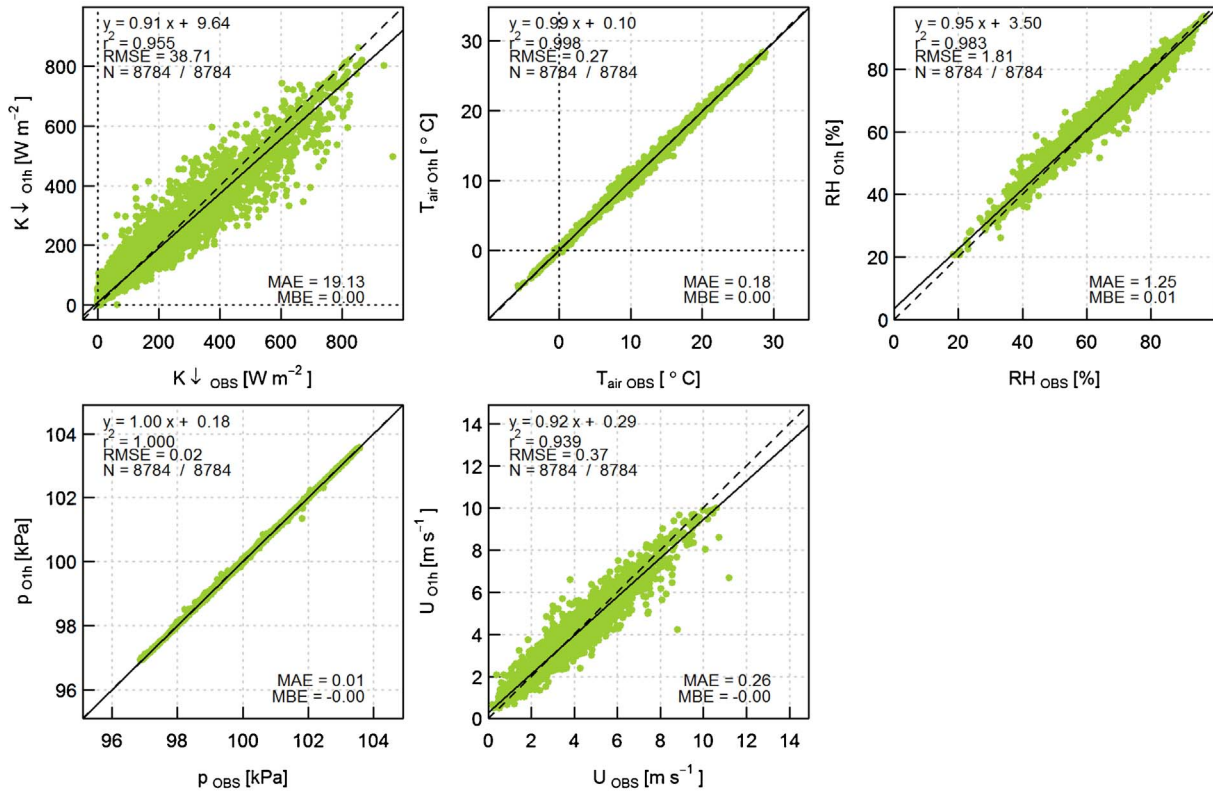 y = 0.91 x + 9.64
r² = 0.955
RMSE = 38.71
N = 8784 / 8784
800
600
400
200
0
K ↓ O1h [W m⁻²]
MAE = 19.13
MBE = 0.00
0 200 400 600 800
K ↓ OBS [W m⁻²]
y = 0.99 x + 0.10
r² = 0.998
RMSE = 0.27
N = 8784 / 8784
30
20
10
0
T air O1h [ ° C]
MAE = 0.18
MBE = 0.00
0 10 20 30
T air OBS [ ° C]
y = 0.95 x + 3.50
r² = 0.983
RMSE = 1.81
N = 8784 / 8784
80
60
40
20
0
RH O1h [%]
MAE = 1.25
MBE = 0.01
0 20 40 60 80 100
RH OBS [%]
y = 1.00 x + 0.18
r² = 1.000
RMSE = 0.02
N = 8784 / 8784
104
102
100
98
96
p O1h [kPa]
MAE = 0.01
MBE = -0.00
96 98 100 102 104
p OBS [kPa]
y = 0.92 x + 0.29
r² = 0.939
RMSE = 0.37
N = 8784 / 8784
14
12
10
8
6
4
2
0
U O1h [m s⁻¹]
MAE = 0.26
MBE = -0.00
0 2 4 6 8 10 12 14
U OBS [m s⁻¹]